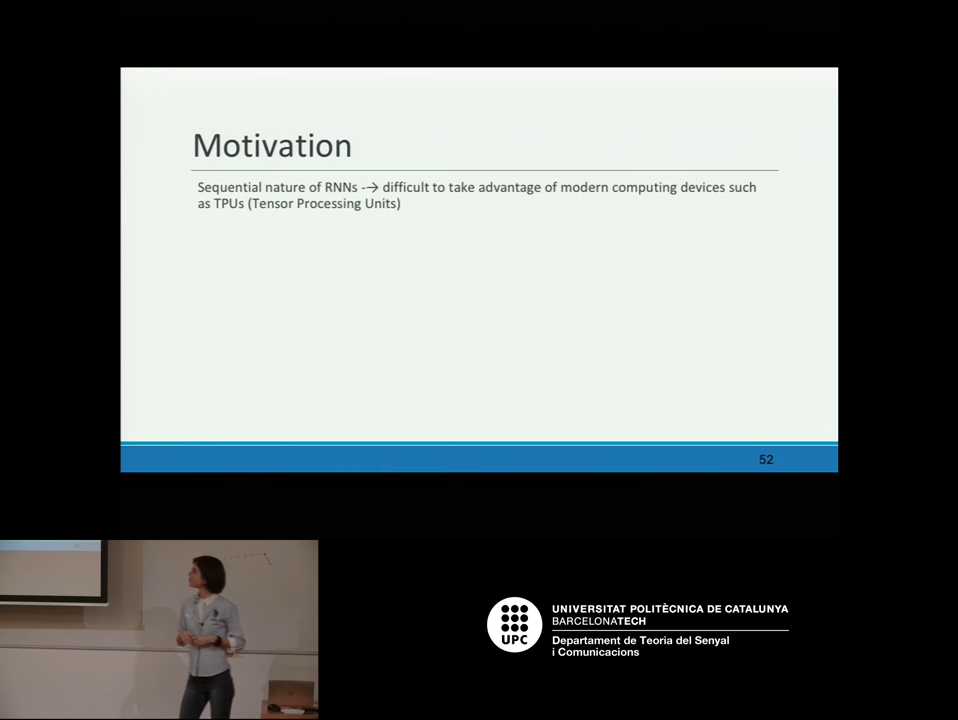 Motivation
Sequential nature of RNNs -→ difficult to take advantage of modern computing devices such
as TPUs (Tensor Processing Units)
52
UPC
UNIVERSITAT POLITÈCNICA DE CATALUNYA
BARCELONATECH
Departament de Teoria del Senyal
i Comunicacions